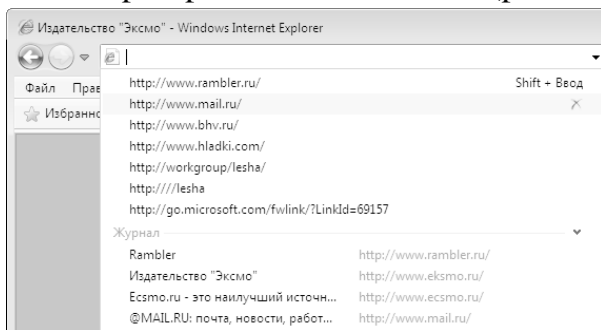 Издательство "Эксмо" - Windows Internet Explorer
Файл Прав
http://www.rambler.ru/ Shift + Ввод
http://www.mail.ru/
Избранно
http://www.bhv.ru/
http://www.hladki.com/
http://workgroup/lesha/
http:////lesha
http://go.microsoft.com/fwlink/?LinkId=69157
Журнал
Rambler http://www.rambler.ru/
Издательство "Эксмо" http://www.eksmo.ru/
Ecsmo.ru - это наилучший источн... http://www.ecsmo.ru/
@MAIL.RU: почта, новости, работ... http://www.mail.ru/